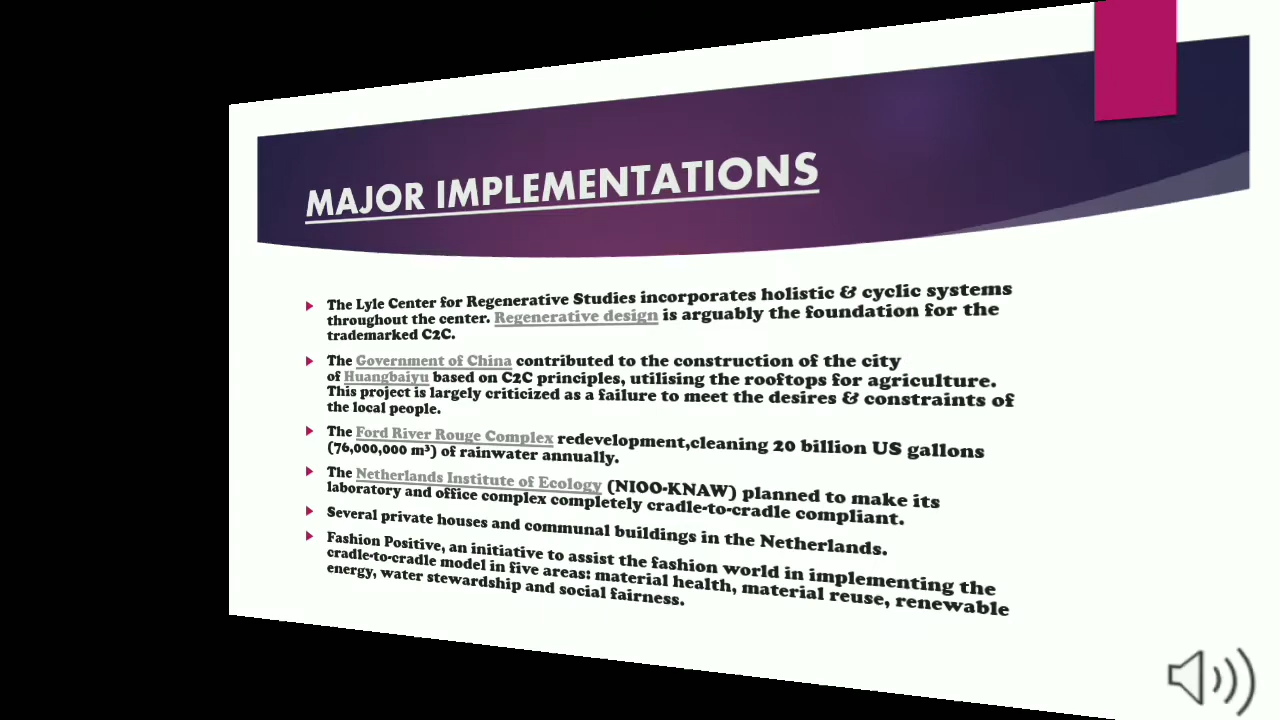 MAJOR IMPLEMENTATIONS
The Lyle Center for Regenerative Studies incorporates holistic & cyclic systems
throughout the center. Regenerative design is arguably the foundation for the
trademarked C2C.
The Government of China contributed to the construction of the city
of Huangbaiyu based on C2C principles, utilising the rooftops for agriculture.
This project is largely criticized as a failure to meet the desires & constraints of
the local people.
The Ford River Rouge Complex redevelopment,cleaning 20 billion US gallons
(76,000,000 m³) of rainwater annually.
The Netherlands Institute of Ecology (NIOO-KNAW) planned to make its
laboratory and office complex completely cradle-to-cradle compliant.
Several private houses and communal buildings in the Netherlands.
Fashion Positive, an initiative to assist the fashion world in implementing the
cradle-to-cradle model in five areas: material health, material reuse, renewable
energy, water stewardship and social fairness.